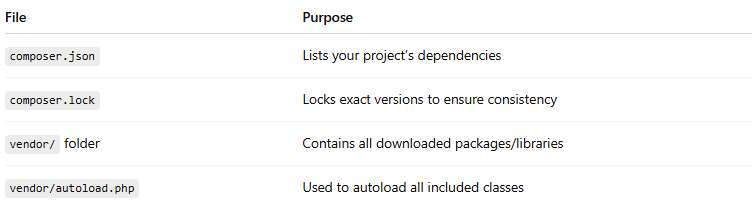 File Purpose
composer.json Lists your project’s dependencies
composer.lock Locks exact versions to ensure consistency
vendor/ folder Contains all downloaded packages/libraries
vendor/autoload.php Used to autoload all included classes